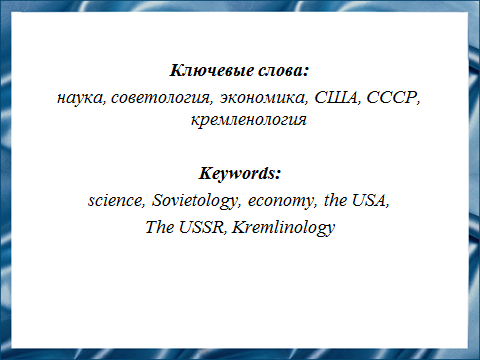 Ключевые слова:
наука, советология, экономика, США, СССР,
кремленология
Keywords:
science, Sovietology, economy, the USA,
The USSR, Kremlinology